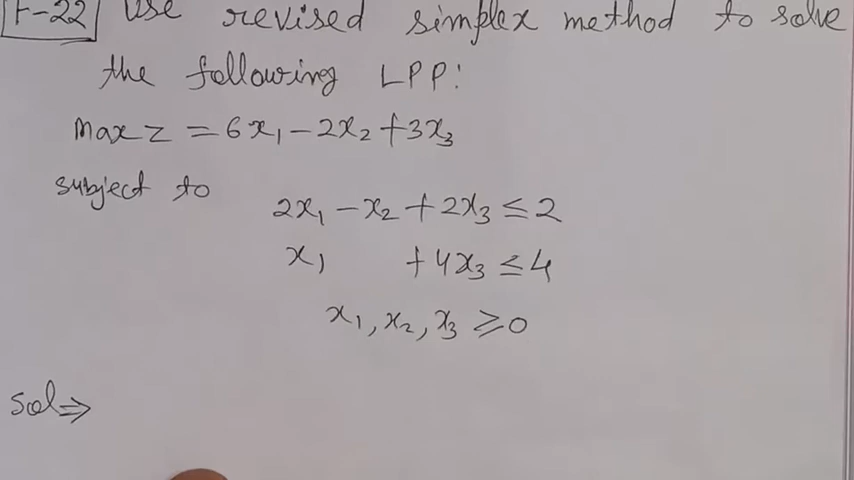 F-22 Use revised simplex method to solve
the following LPP:
Max Z = 6x₁ - 2x₂ + 3x₃
subject to
2x₁ - x₂ + 2x₃ ≤ 2
x₁ + 4x₃ ≤ 4
x₁, x₂, x₃ ≥ 0
Sol ⇒